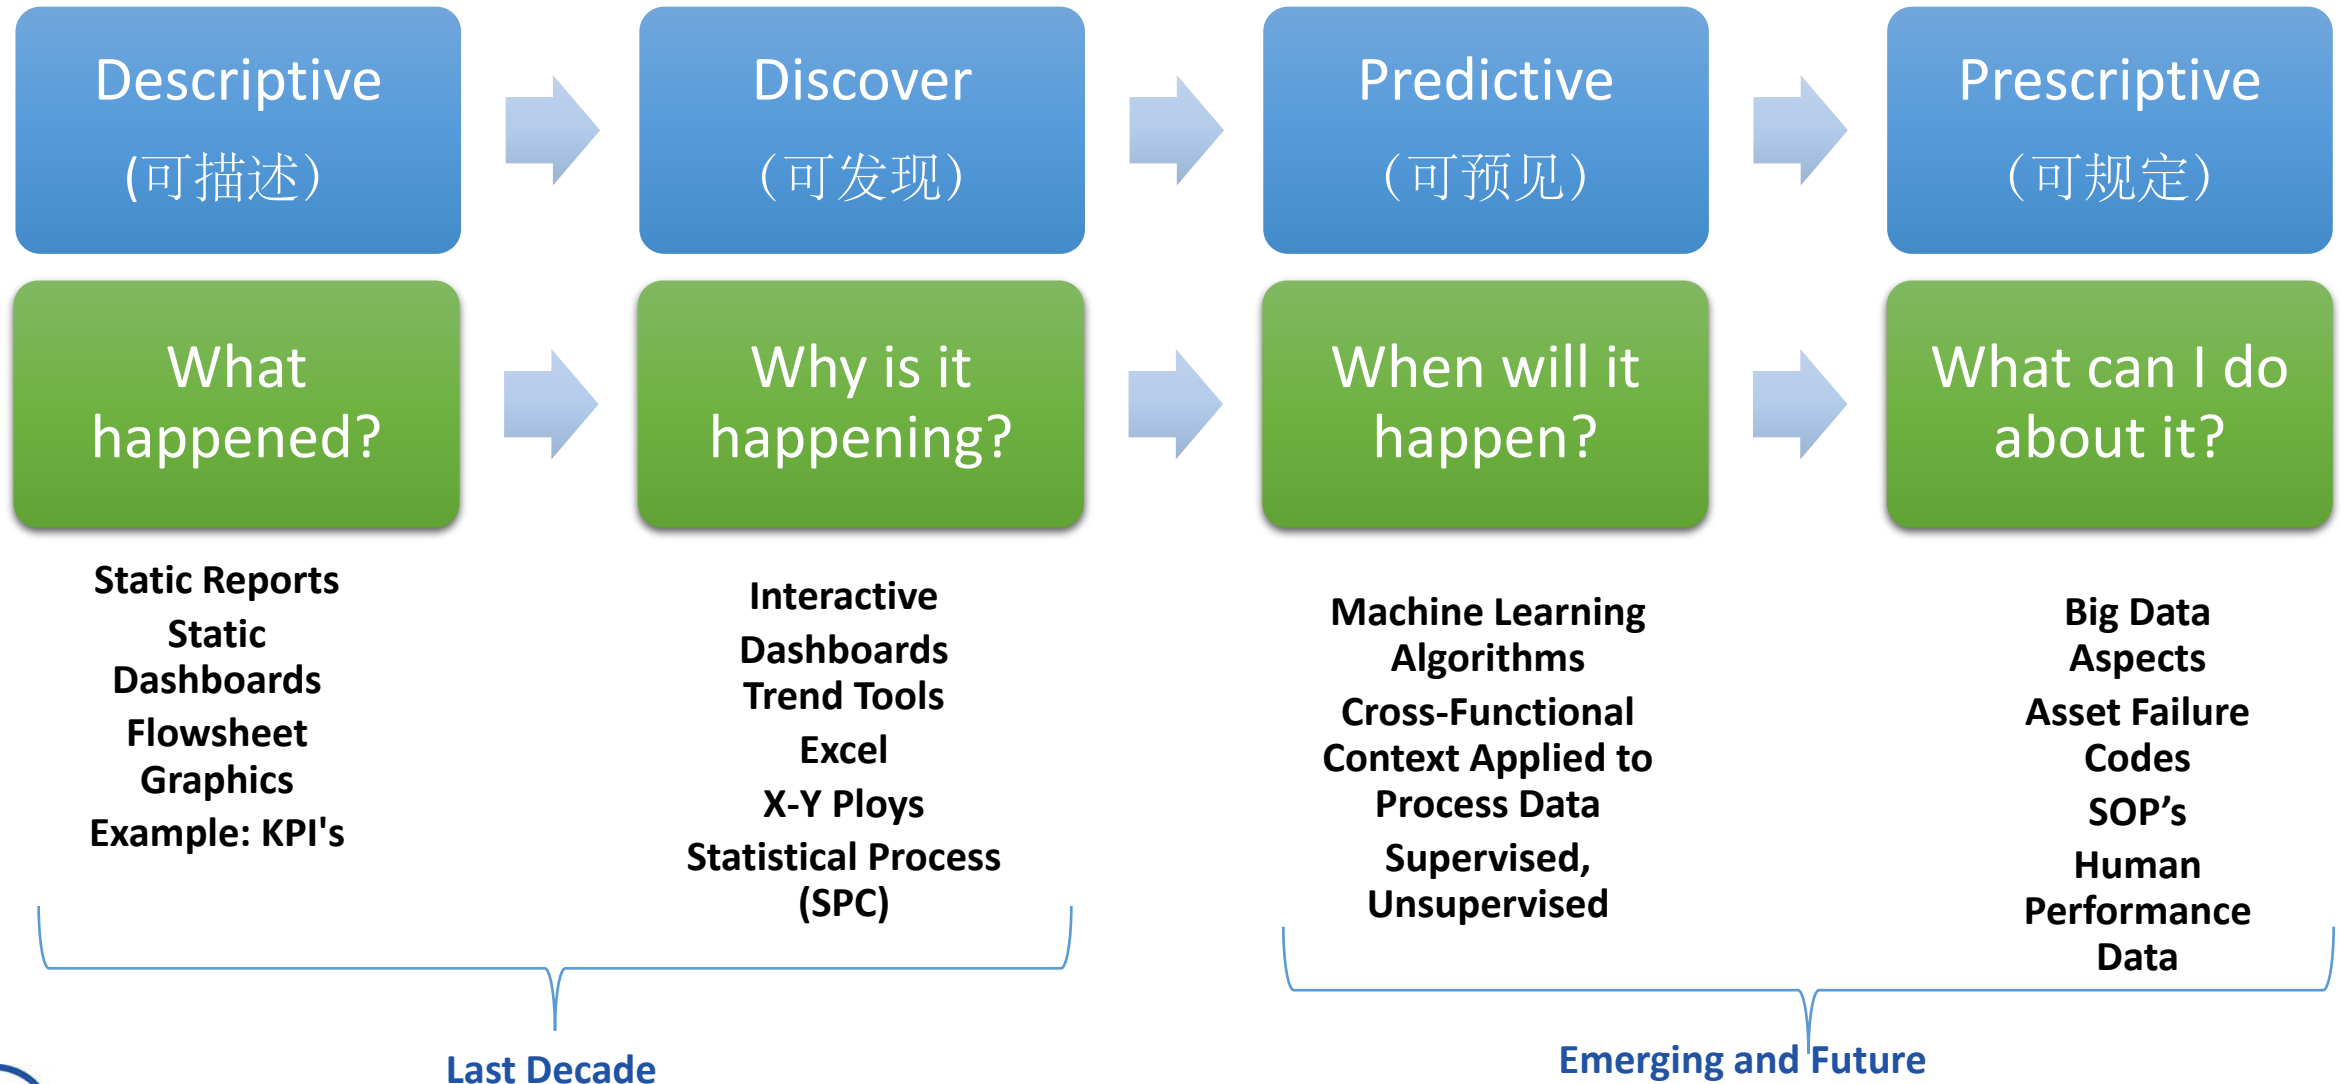 Descriptive
(可描述）
Discover
（可发现）
Predictive
（可预见）
Prescriptive
（可规定）
What
happened?
Why is it
happening?
When will it
happen?
What can I do
about it?
Static Reports
Static
Dashboards
Flowsheet
Graphics
Example: KPI's
Interactive
Dashboards
Trend Tools
Excel
X-Y Ploys
Statistical Process
(SPC)
Machine Learning
Algorithms
Cross-Functional
Context Applied to
Process Data
Supervised,
Unsupervised
Big Data
Aspects
Asset Failure
Codes
SOP’s
Human
Performance
Data
Last Decade
Emerging and Future